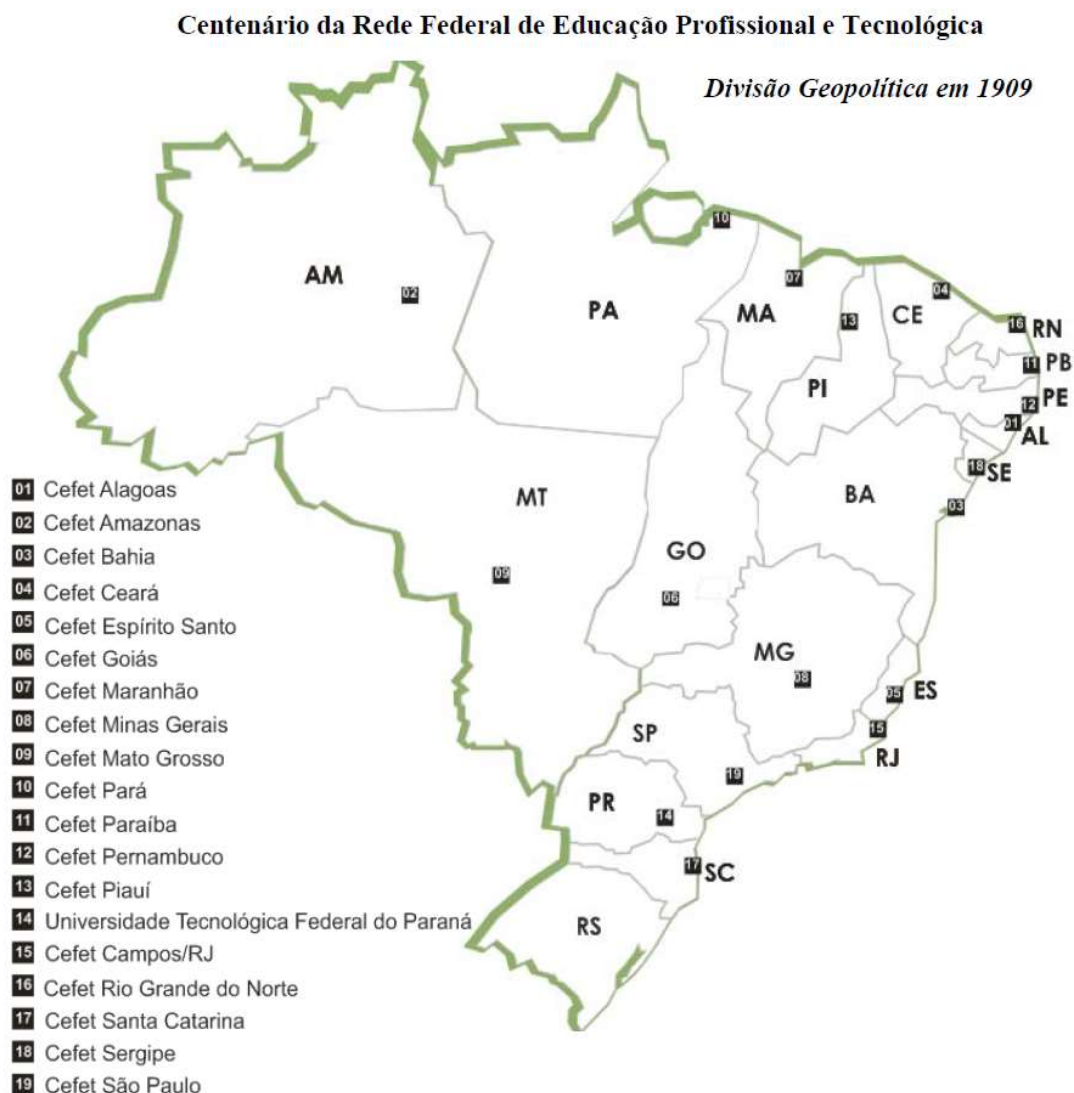 Centenário da Rede Federal de Educação Profissional e Tecnológica
Divisão Geopolítica em 1909
10
AM
02
PA
MA
07
13
CE
04
16 RN
11 PB
PI
12 PE
01 AL
18 SE
BA
03
MT
09
GO
06
MG
08
05 ES
15
RJ
SP
19
PR
14
17 SC
RS
01 Cefet Alagoas
02 Cefet Amazonas
03 Cefet Bahia
04 Cefet Ceará
05 Cefet Espírito Santo
06 Cefet Goiás
07 Cefet Maranhão
08 Cefet Minas Gerais
09 Cefet Mato Grosso
10 Cefet Pará
11 Cefet Paraíba
12 Cefet Pernambuco
13 Cefet Piauí
14 Universidade Tecnológica Federal do Paraná
15 Cefet Campos/RJ
16 Cefet Rio Grande do Norte
17 Cefet Santa Catarina
18 Cefet Sergipe
19 Cefet São Paulo